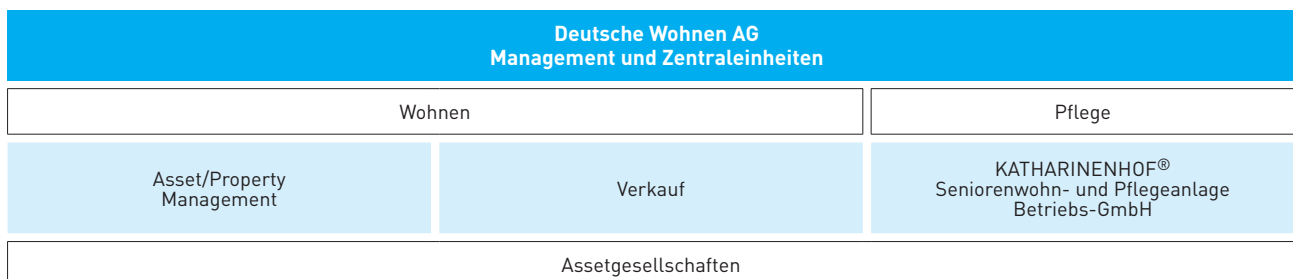 Deutsche Wohnen AG
Management und Zentraleinheiten
Wohnen
Pflege
Asset/Property
Management
Verkauf
KATHARINENHOF®
Seniorenwohn- und Pflegeanlage
Betriebs-GmbH
Assetgesellschaften